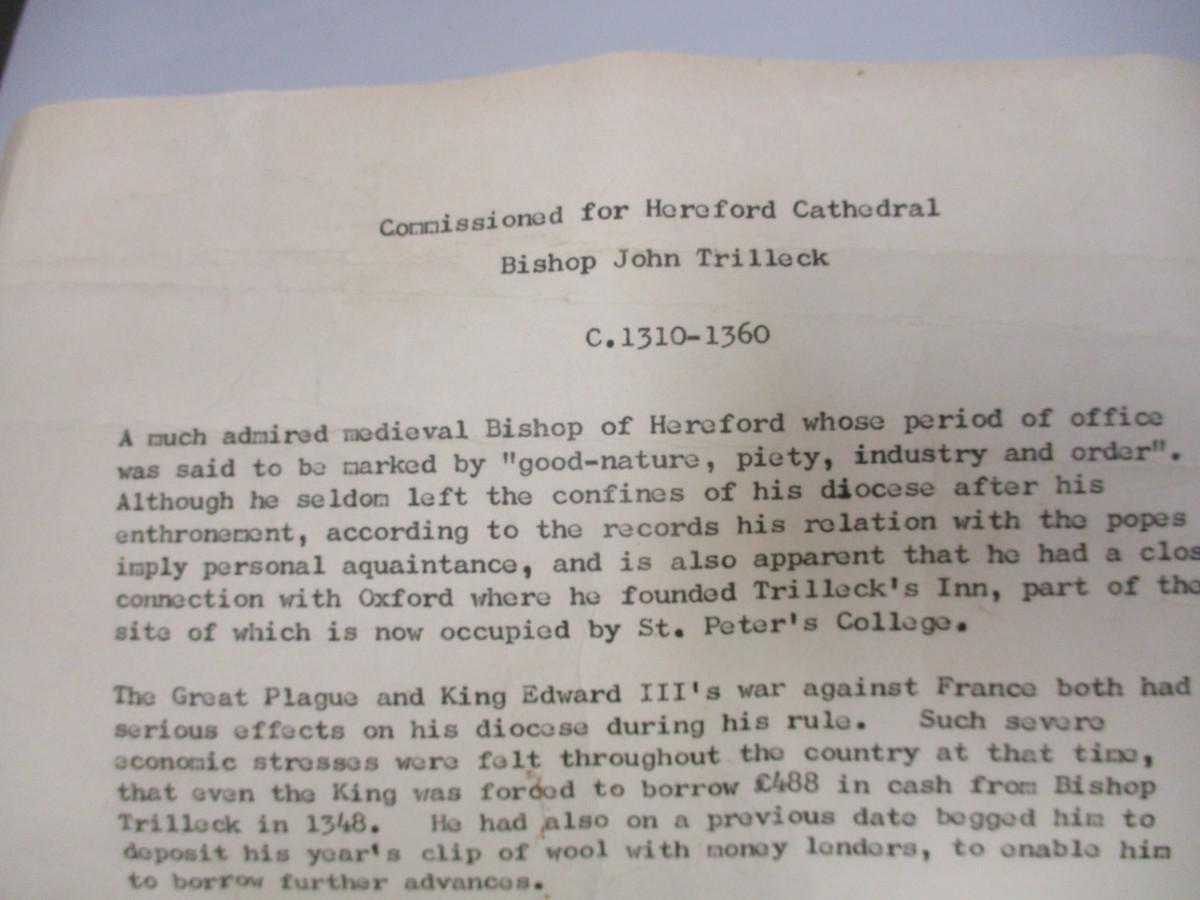 Commissioned for Hereford Cathedral
Bishop John Trilleck
C.1310-1360
A much admired medieval Bishop of Hereford whose period of office
was said to be marked by "good-nature, piety, industry and order".
Although he seldom left the confines of his diocese after his
enthronement, according to the records his relation with the popes
imply personal aquaintance, and is also apparent that he had a clos
connection with Oxford where he founded Trilleck's Inn, part of the
site of which is now occupied by St. Peter's College.
The Great Plague and King Edward III's war against France both had
serious effects on his diocese during his rule. Such severe
economic stresses were felt throughout the country at that time,
that even the King was forced to borrow £488 in cash from Bishop
Trilleck in 1348. He had also on a previous date begged him to
deposit his year's clip of wool with money lenders, to enable him
to borrow further advances.